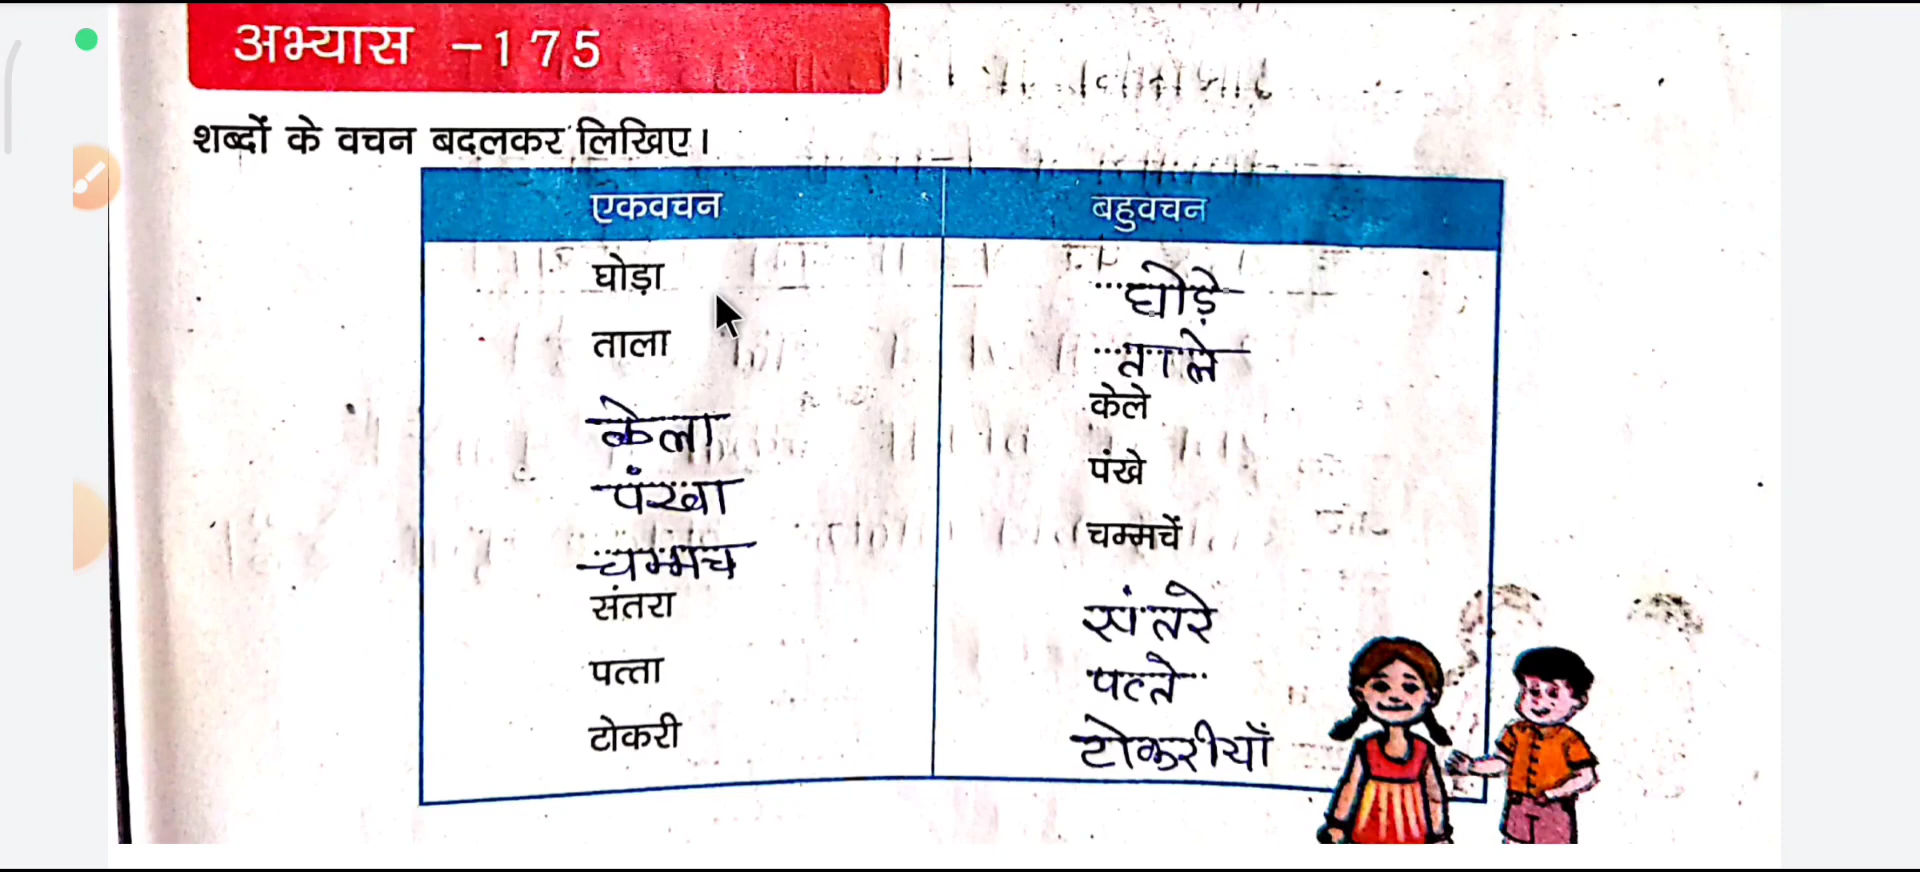 अभ्यास -175
शब्दों के वचन बदलकर लिखिए।
एकवचन बहुवचन
घोड़ा घोड़े
ताला ताले
केला केले
पंखा पंखे
चम्मच चम्मचें
संतरा संतरे
पत्ता पत्ते
टोकरी टोकरीयाँ